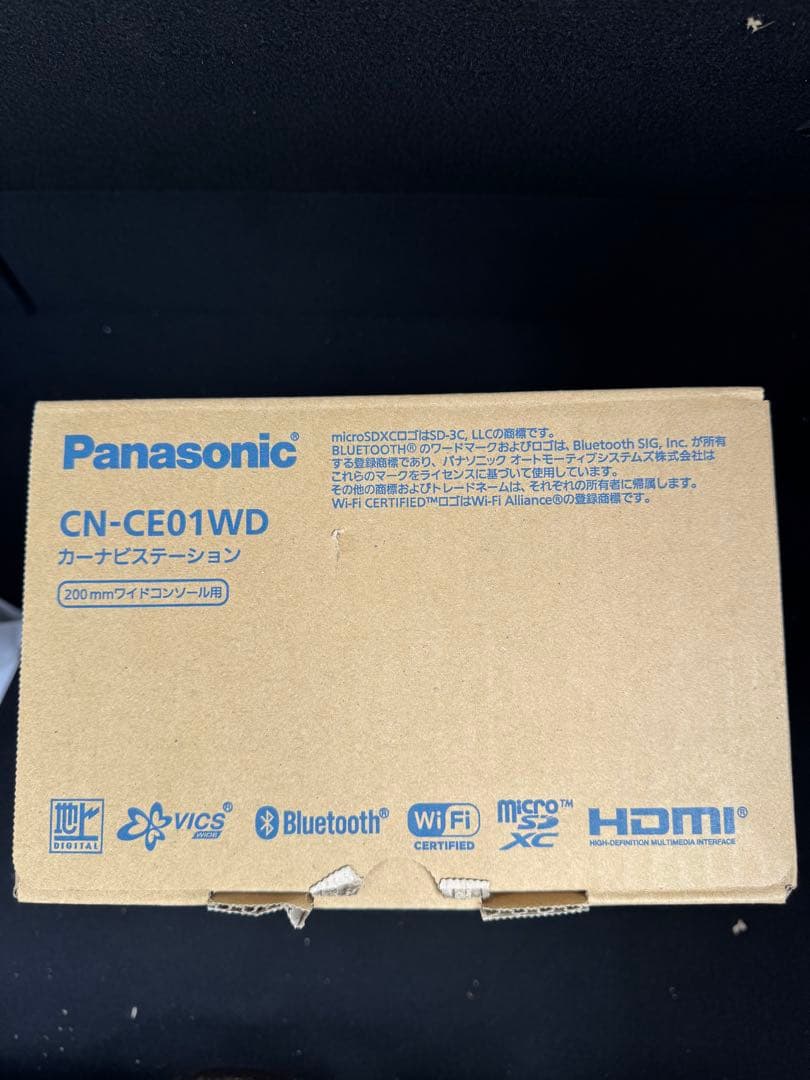 Panasonic®
microSDXCロゴはSD-3C, LLCの商標です。
BLUETOOTH®のワードマークおよびロゴは、Bluetooth SIG, Inc. が所有
する登録商標であり、パナソニック オートモーティブシステムズ株式会社は
これらのマークをライセンスに基づいて使用しています。
その他の商標およびトレードネームは、それぞれの所有者に帰属します。
Wi-Fi CERTIFIED™ロゴはWi-Fi Alliance®の登録商標です。
CN-CE01WD
カーナビステーション
200mmワイドコンソール用
地上
DIGITAL
VICS®
WIDE
Bluetooth®
Wi Fi
CERTIFIED
micro™
SD
XC
HDMI®
HIGH-DEFINITION MULTIMEDIA INTERFACE